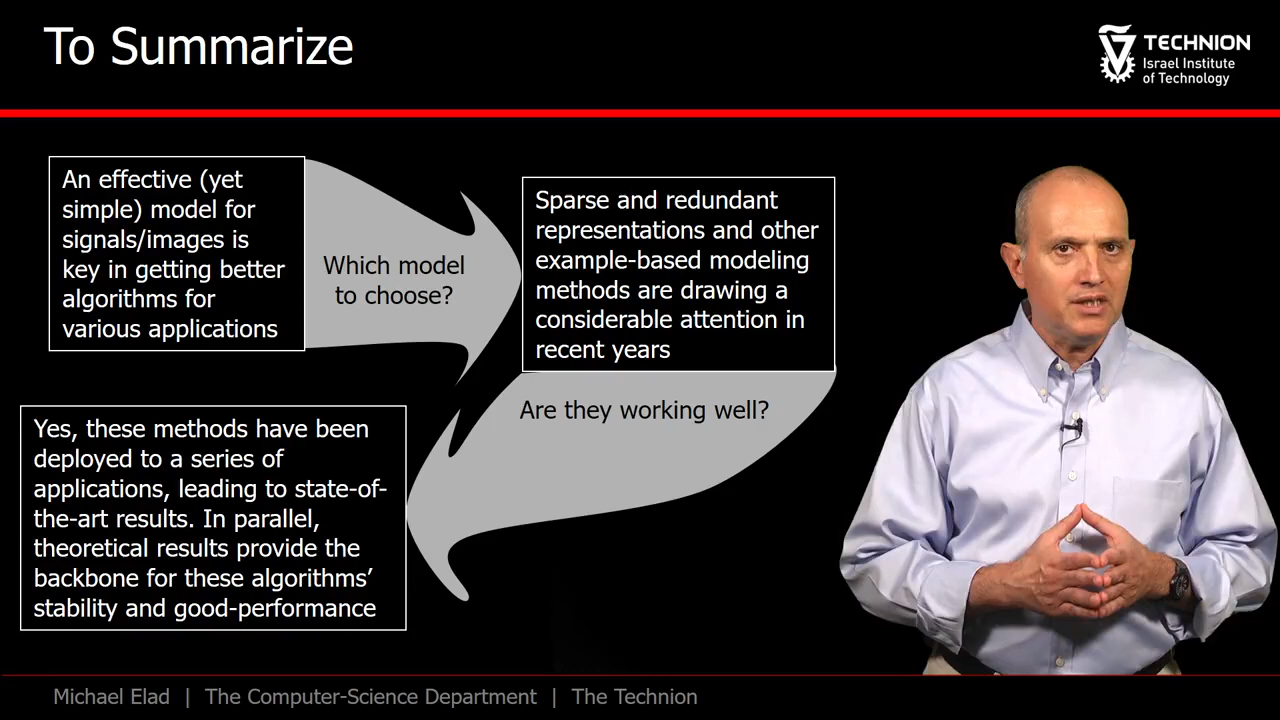 To Summarize
TECHNION
Israel Institute
of Technology
An effective (yet
simple) model for
signals/images is
key in getting better
algorithms for
various applications
Which model
to choose?
Sparse and redundant
representations and other
example-based modeling
methods are drawing a
considerable attention in
recent years
Are they working well?
Yes, these methods have been
deployed to a series of
applications, leading to state-of-
the-art results. In parallel,
theoretical results provide the
backbone for these algorithms’
stability and good-performance
Michael Elad | The Computer-Science Department | The Technion